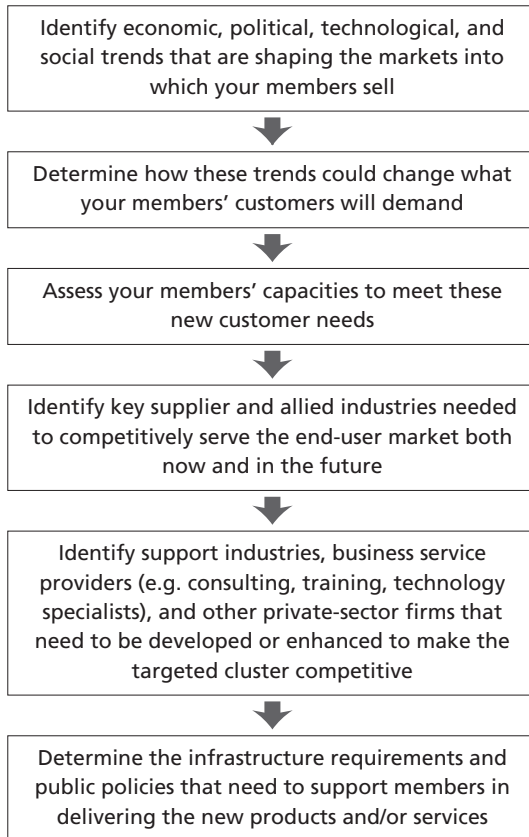 Identify economic, political, technological, and
social trends that are shaping the markets into
which your members sell
Determine how these trends could change what
your members’ customers will demand
Assess your members’ capacities to meet these
new customer needs
Identify key supplier and allied industries needed
to competitively serve the end-user market both
now and in the future
Identify support industries, business service
providers (e.g. consulting, training, technology
specialists), and other private-sector firms that
need to be developed or enhanced to make the
targeted cluster competitive
Determine the infrastructure requirements and
public policies that need to support members in
delivering the new products and/or services